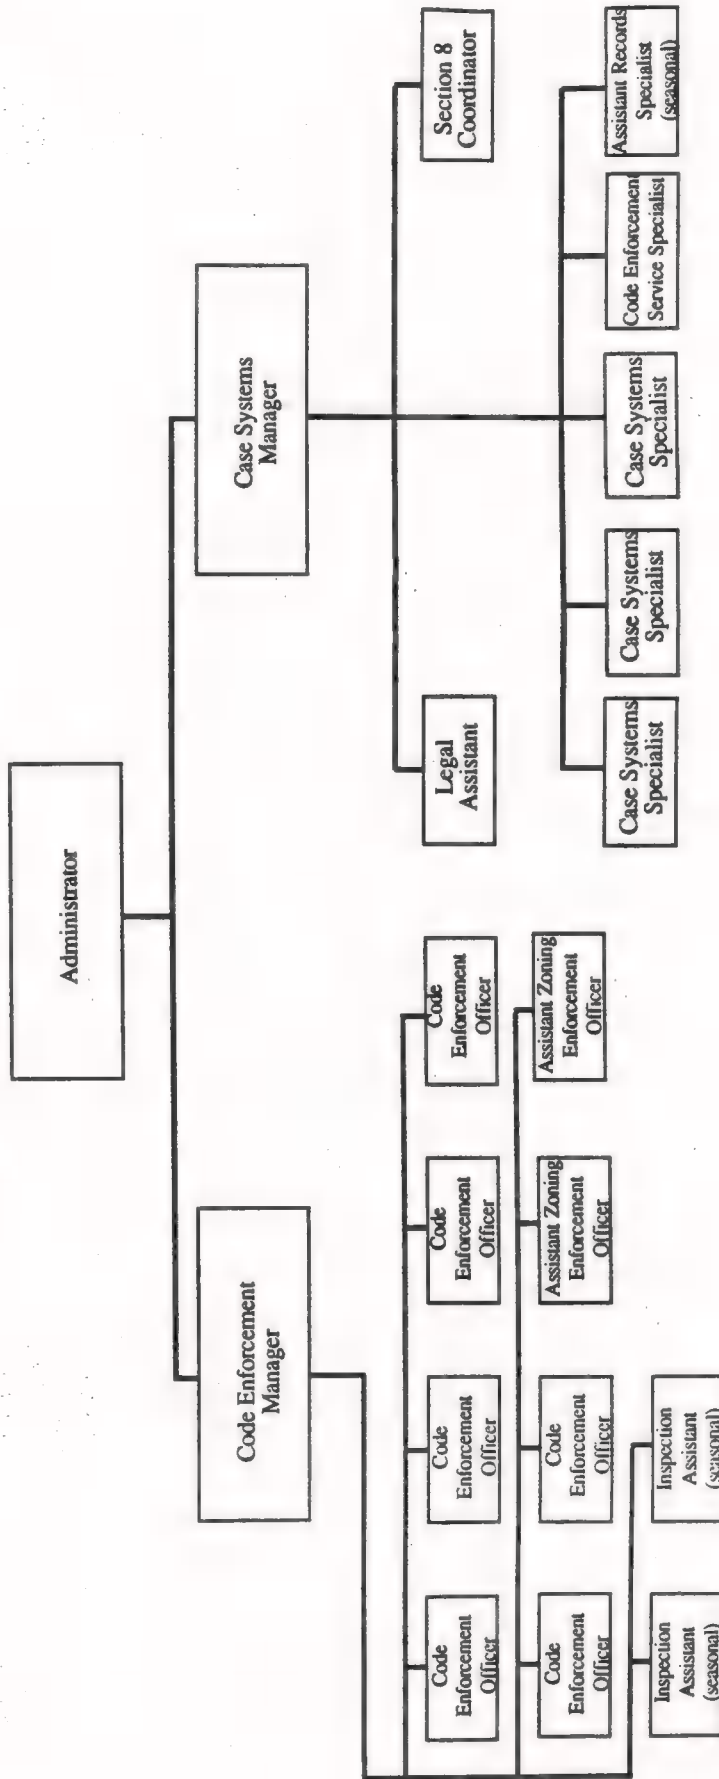 Administrator
Code Enforcement
Manager
Case Systems
Manager
Code
Enforcement
Officer
Code
Enforcement
Officer
Code
Enforcement
Officer
Code
Enforcement
Officer
Legal
Assistant
Section 8
Coordinator
Code
Enforcement
Officer
Code
Enforcement
Officer
Assistant Zoning
Enforcement
Officer
Assistant Zoning
Enforcement
Officer
Case Systems
Specialist
Case Systems
Specialist
Case Systems
Specialist
Code Enforcement
Service Specialist
Assistant Records
Specialist
(seasonal)
Inspection
Assistant
(seasonal)
Inspection
Assistant
(seasonal)